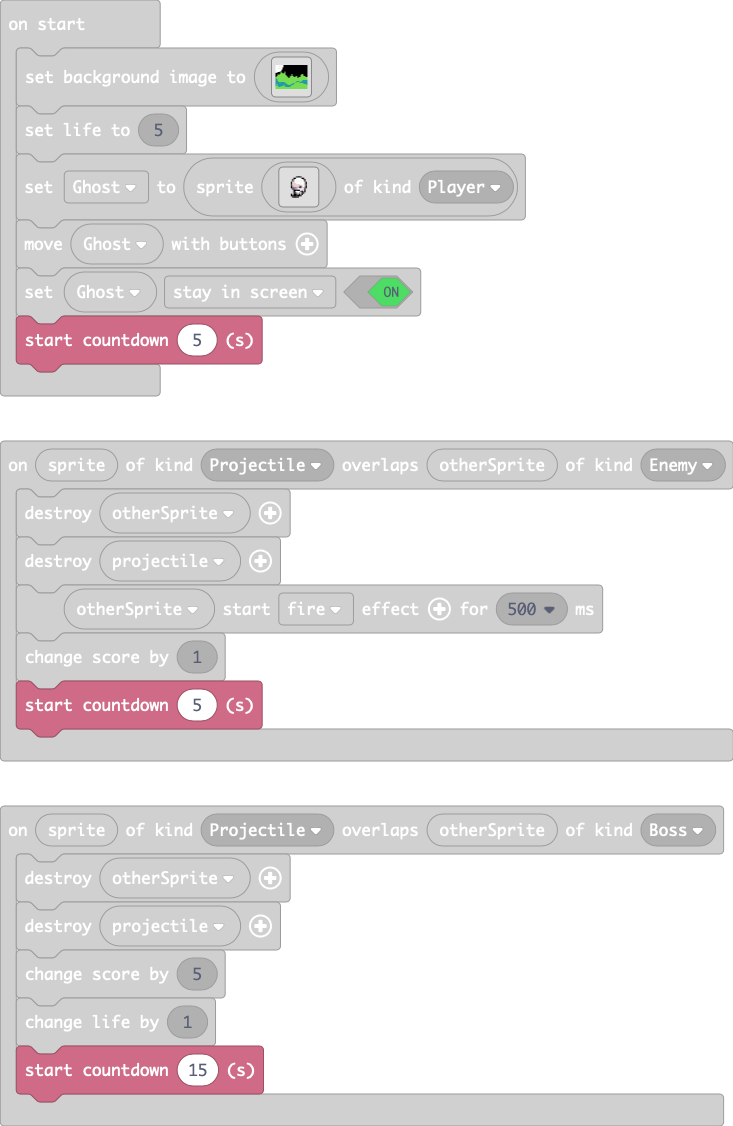 on start
set background image to
set life to 5
set Ghost to sprite of kind Player
move Ghost with buttons
set Ghost stay in screen ON
start countdown 5 (s)
on sprite of kind Projectile overlaps otherSprite of kind Enemy
destroy otherSprite
destroy projectile
otherSprite start fire effect for 500 ms
change score by 1
start countdown 5 (s)
on sprite of kind Projectile overlaps otherSprite of kind Boss
destroy otherSprite
destroy projectile
change score by 5
change life by 1
start countdown 15 (s)